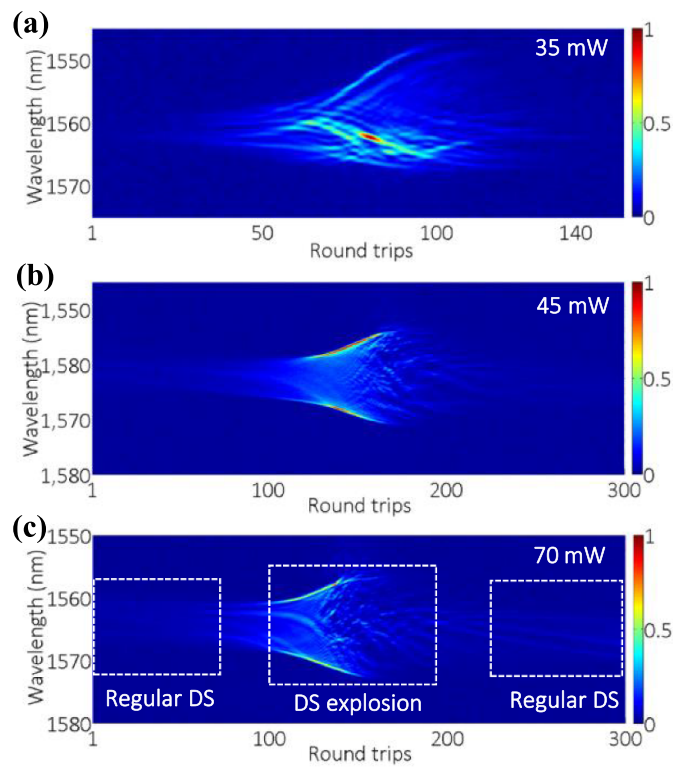 (a)
Wavelength (nm)
1550
1560
1570
35 mW
1
0.5
0
1 50 100 140
Round trips
(b)
Wavelength (nm)
1,550
1,580
1,570
1,580
45 mW
1
0.5
0
1 100 200 300
Round trips
(c)
Wavelength (nm)
1550
1560
1570
1580
70 mW
Regular DS
DS explosion
Regular DS
1
0.5
0
1 100 200 300
Round trips